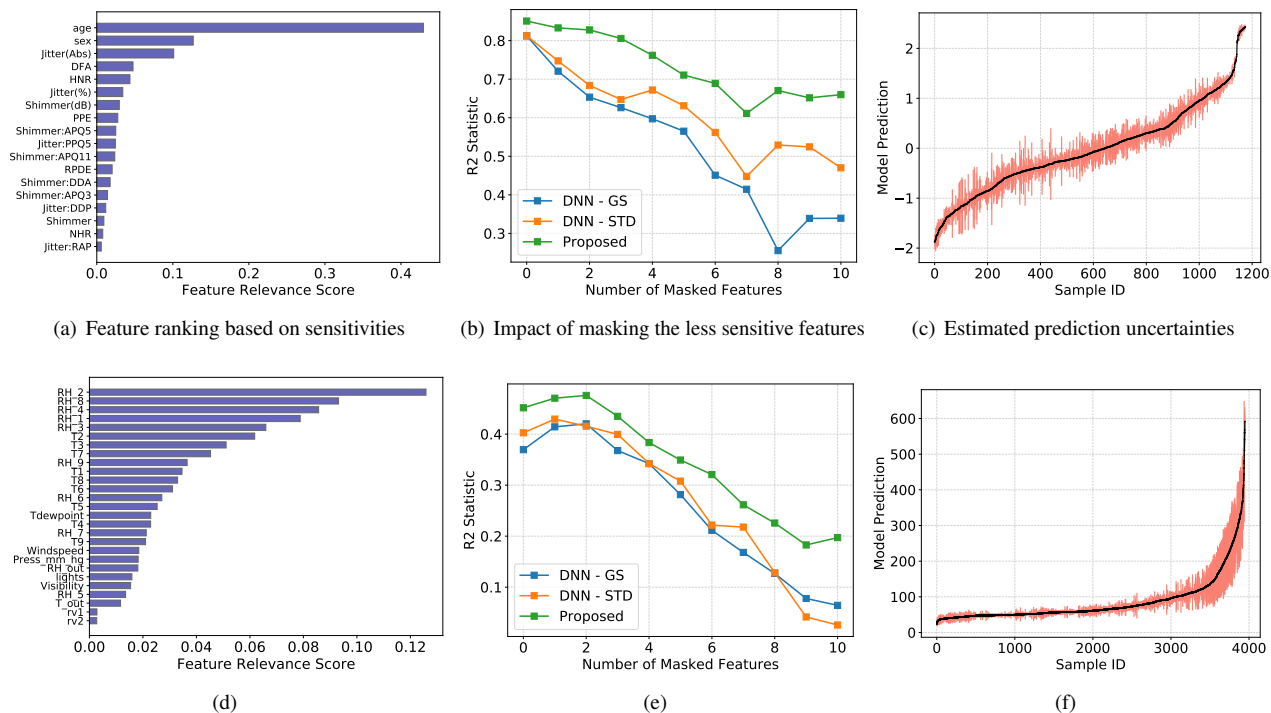 age
sex
Jitter(Abs)
DFA
HNR
Jitter(%)
Shimmer(dB)
PPE
Shimmer:APQ5
Jitter:PPQ5
Shimmer:APQ11
RPDE
Shimmer:DDA
Shimmer:APQ3
Jitter:DDP
Shimmer
NHR
Jitter:RAP
0.0 0.1 0.2 0.3 0.4
Feature Relevance Score
(a) Feature ranking based on sensitivities
R2 Statistic
0.8
0.7
0.6
0.5
0.4
0.3
DNN - GS
DNN - STD
Proposed
0 2 4 6 8 10
Number of Masked Features
(b) Impact of masking the less sensitive features
Model Prediction
2
1
0
−1
−2
0 200 400 600 800 1000 1200
Sample ID
(c) Estimated prediction uncertainties
RH_2
RH_8
RH_4
RH_1
RH_3
T2
T3
T7
RH_9
T1
T8
T6
RH_6
T5
Tdewpoint
T4
RH_7
T9
Windspeed
Press_mm_hg
RH_out
lights
Visibility
RH_5
T_out
rv1
rv2
0.00 0.02 0.04 0.06 0.08 0.10 0.12
Feature Relevance Score
(d)
R2 Statistic
0.4
0.3
0.2
0.1
DNN - GS
DNN - STD
Proposed
0 2 4 6 8 10
Number of Masked Features
(e)
Model Prediction
600
500
400
300
200
100
0
0 1000 2000 3000 4000
Sample ID
(f)